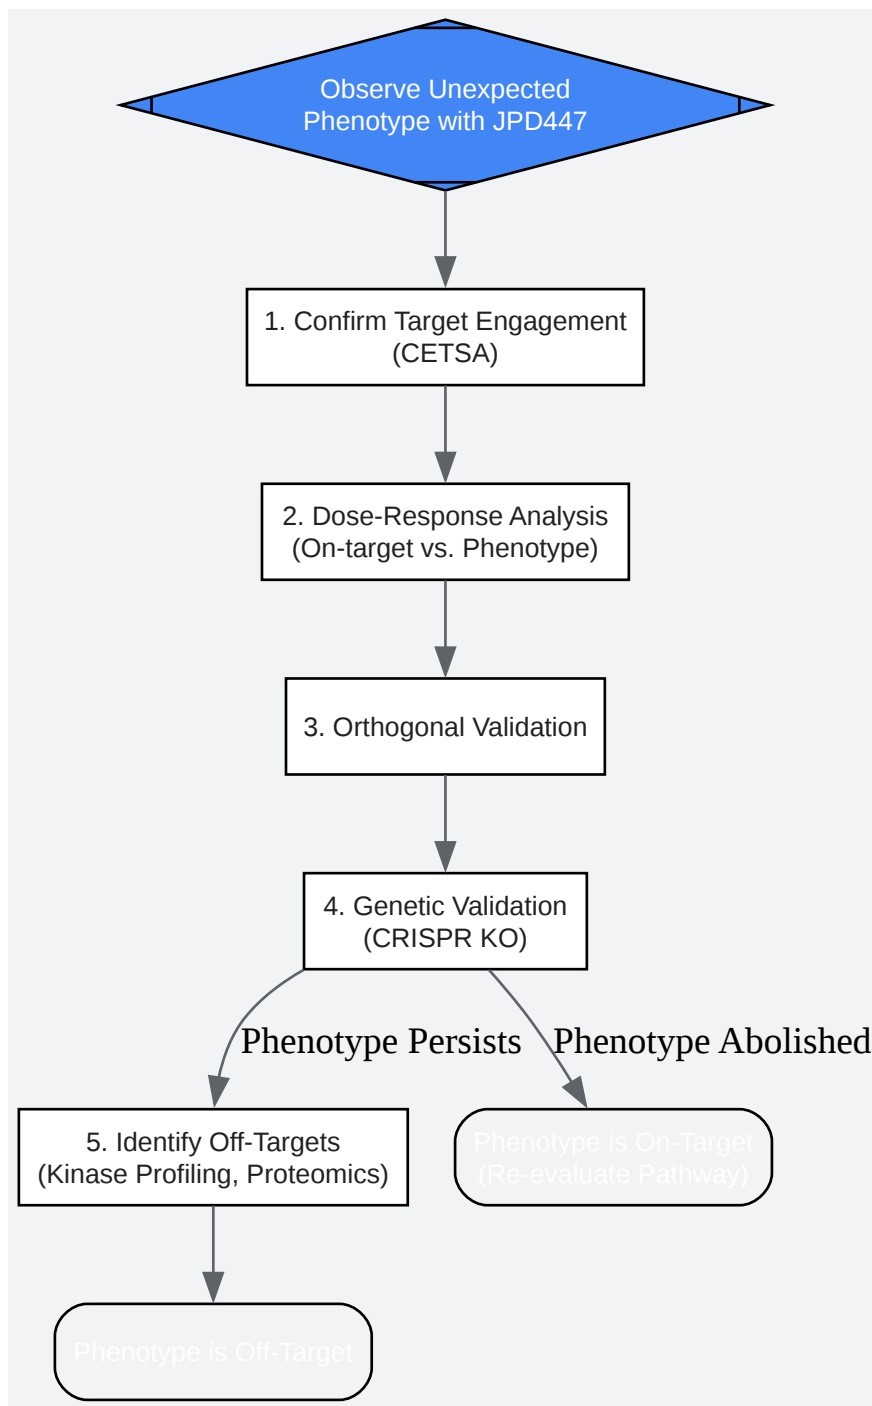 Observe Unexpected
Phenotype with JPD447
1. Confirm Target Engagement
(CETSA)
2. Dose-Response Analysis
(On-target vs. Phenotype)
3. Orthogonal Validation
4. Genetic Validation
(CRISPR KO)
Phenotype Persists
Phenotype Abolished
5. Identify Off-Targets
(Kinase Profiling, Proteomics)
Phenotype is On-Target
(Re-evaluate Pathway)
Phenotype is Off-Target